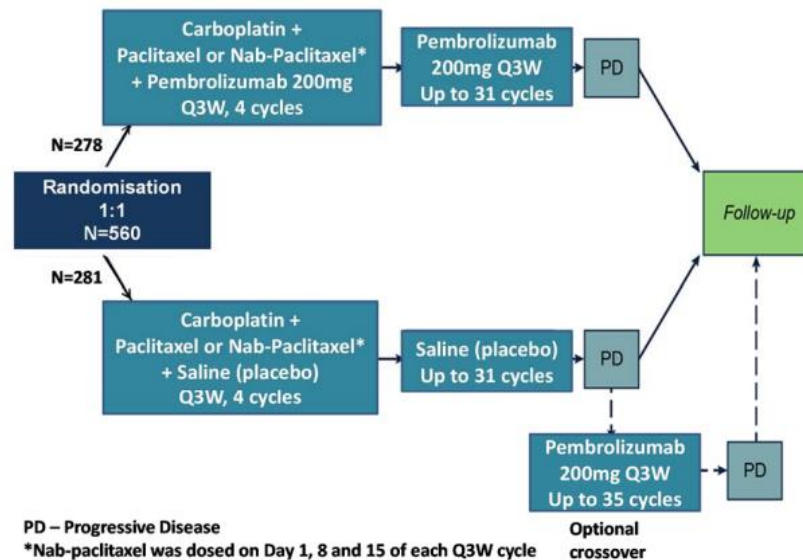 Carboplatin +
Paclitaxel or Nab-Paclitaxel*
+ Pembrolizumab 200mg
Q3W, 4 cycles
Pembrolizumab
200mg Q3W
Up to 31 cycles
PD
N=278
Randomisation
1:1
N=560
Follow-up
N=281
Carboplatin +
Paclitaxel or Nab-Paclitaxel*
+ Saline (placebo)
Q3W, 4 cycles
Saline (placebo)
Up to 31 cycles
PD
Pembrolizumab
200mg Q3W
Up to 35 cycles
PD
Optional
crossover
PD – Progressive Disease
*Nab-paclitaxel was dosed on Day 1, 8 and 15 of each Q3W cycle